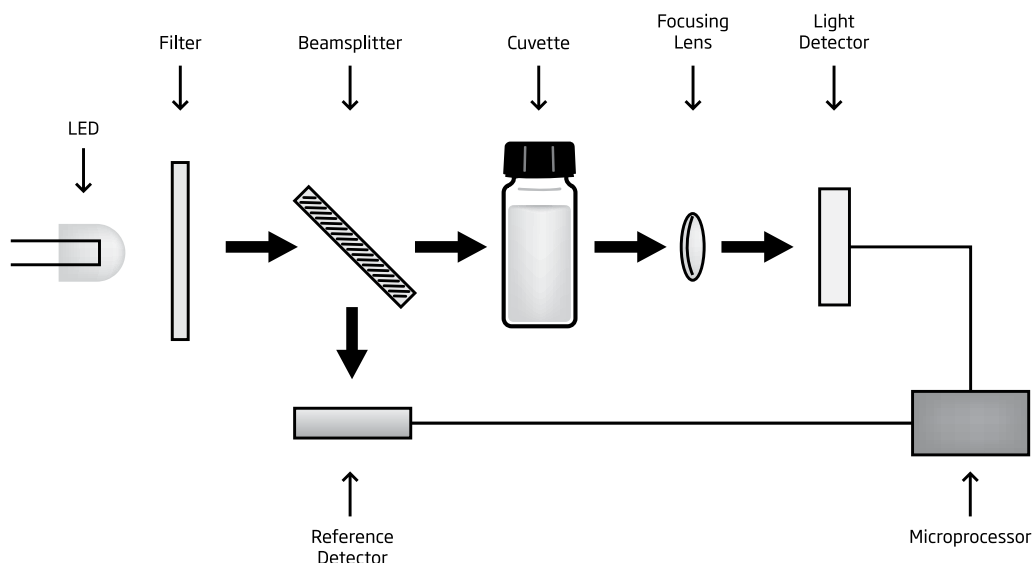 LED
Filter
Beamsplitter
Cuvette
Focusing
Lens
Light
Detector
Reference
Detector
Microprocessor